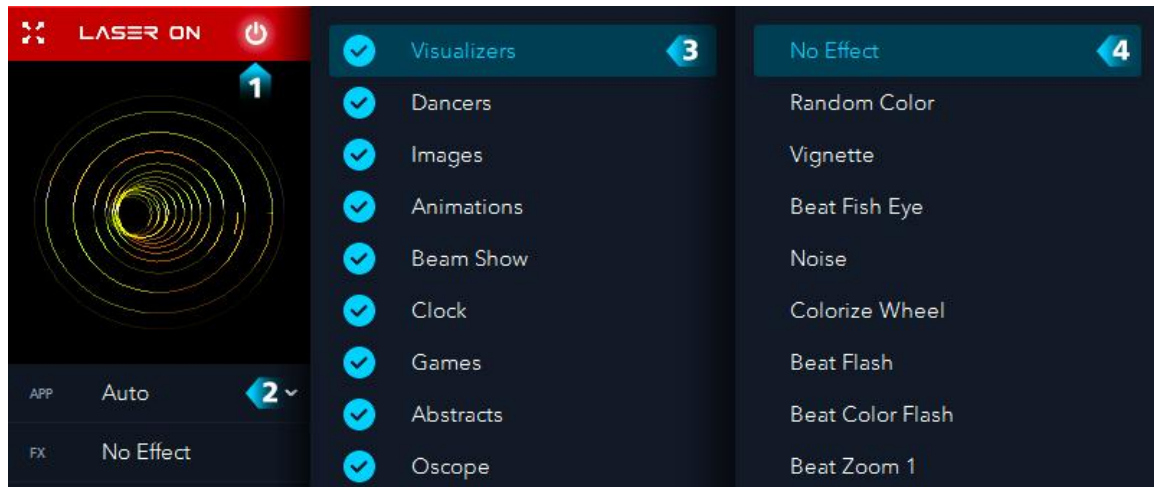 LASER ON
1
APP Auto 2
FX No Effect
Visualizers 3
Dancers
Images
Animations
Beam Show
Clock
Games
Abstracts
Oscope
No Effect 4
Random Color
Vignette
Beat Fish Eye
Noise
Colorize Wheel
Beat Flash
Beat Color Flash
Beat Zoom 1